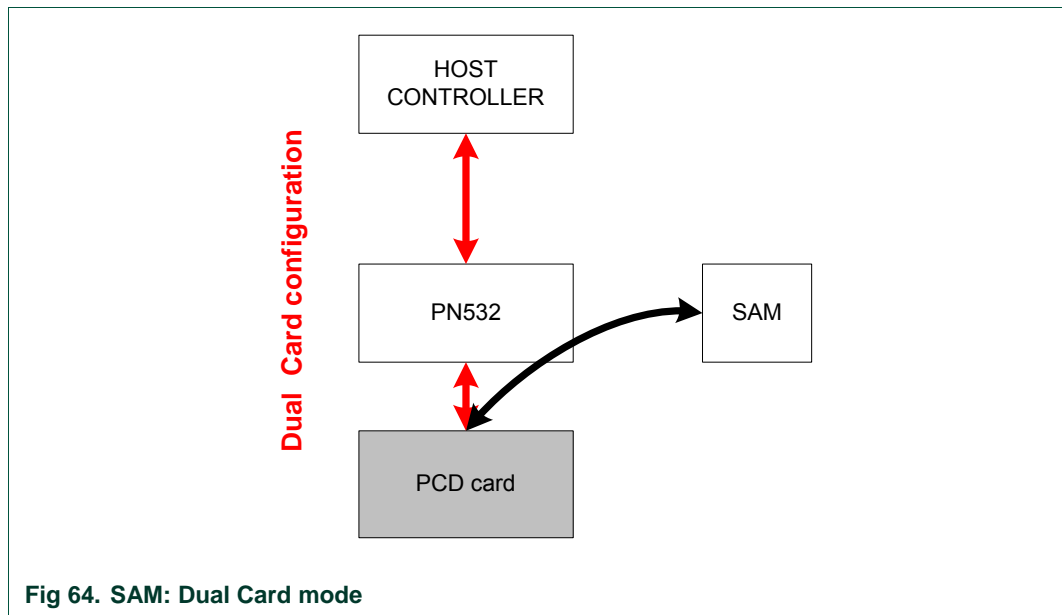 HOST
CONTROLLER
Dual Card configuration
PN532
SAM
PCD card
Fig 64. SAM: Dual Card mode